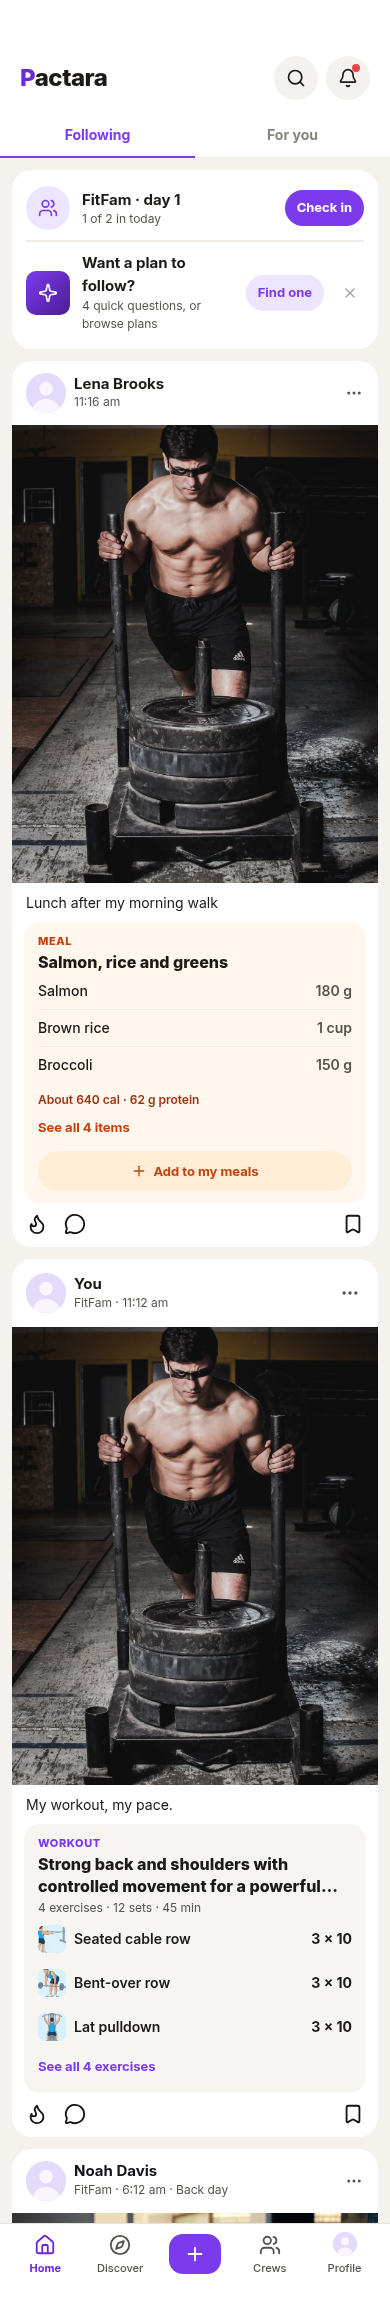 Pactara
Following
For you
FitFam · day 1
1 of 2 in today
Check in
Want a plan to
follow?
4 quick questions, or
browse plans
Find one
Lena Brooks
11:16 am
adidas
Lunch after my morning walk
MEAL
Salmon, rice and greens
Salmon 180 g
Brown rice 1 cup
Broccoli 150 g
About 640 cal · 62 g protein
See all 4 items
Add to my meals
You
FitFam · 11:12 am
adidas
My workout, my pace.
WORKOUT
Strong back and shoulders with
controlled movement for a powerful...
4 exercises · 12 sets · 45 min
Seated cable row 3 × 10
Bent-over row 3 × 10
Lat pulldown 3 × 10
See all 4 exercises
Noah Davis
FitFam · 6:12 am · Back day
Home
Discover
Crews
Profile